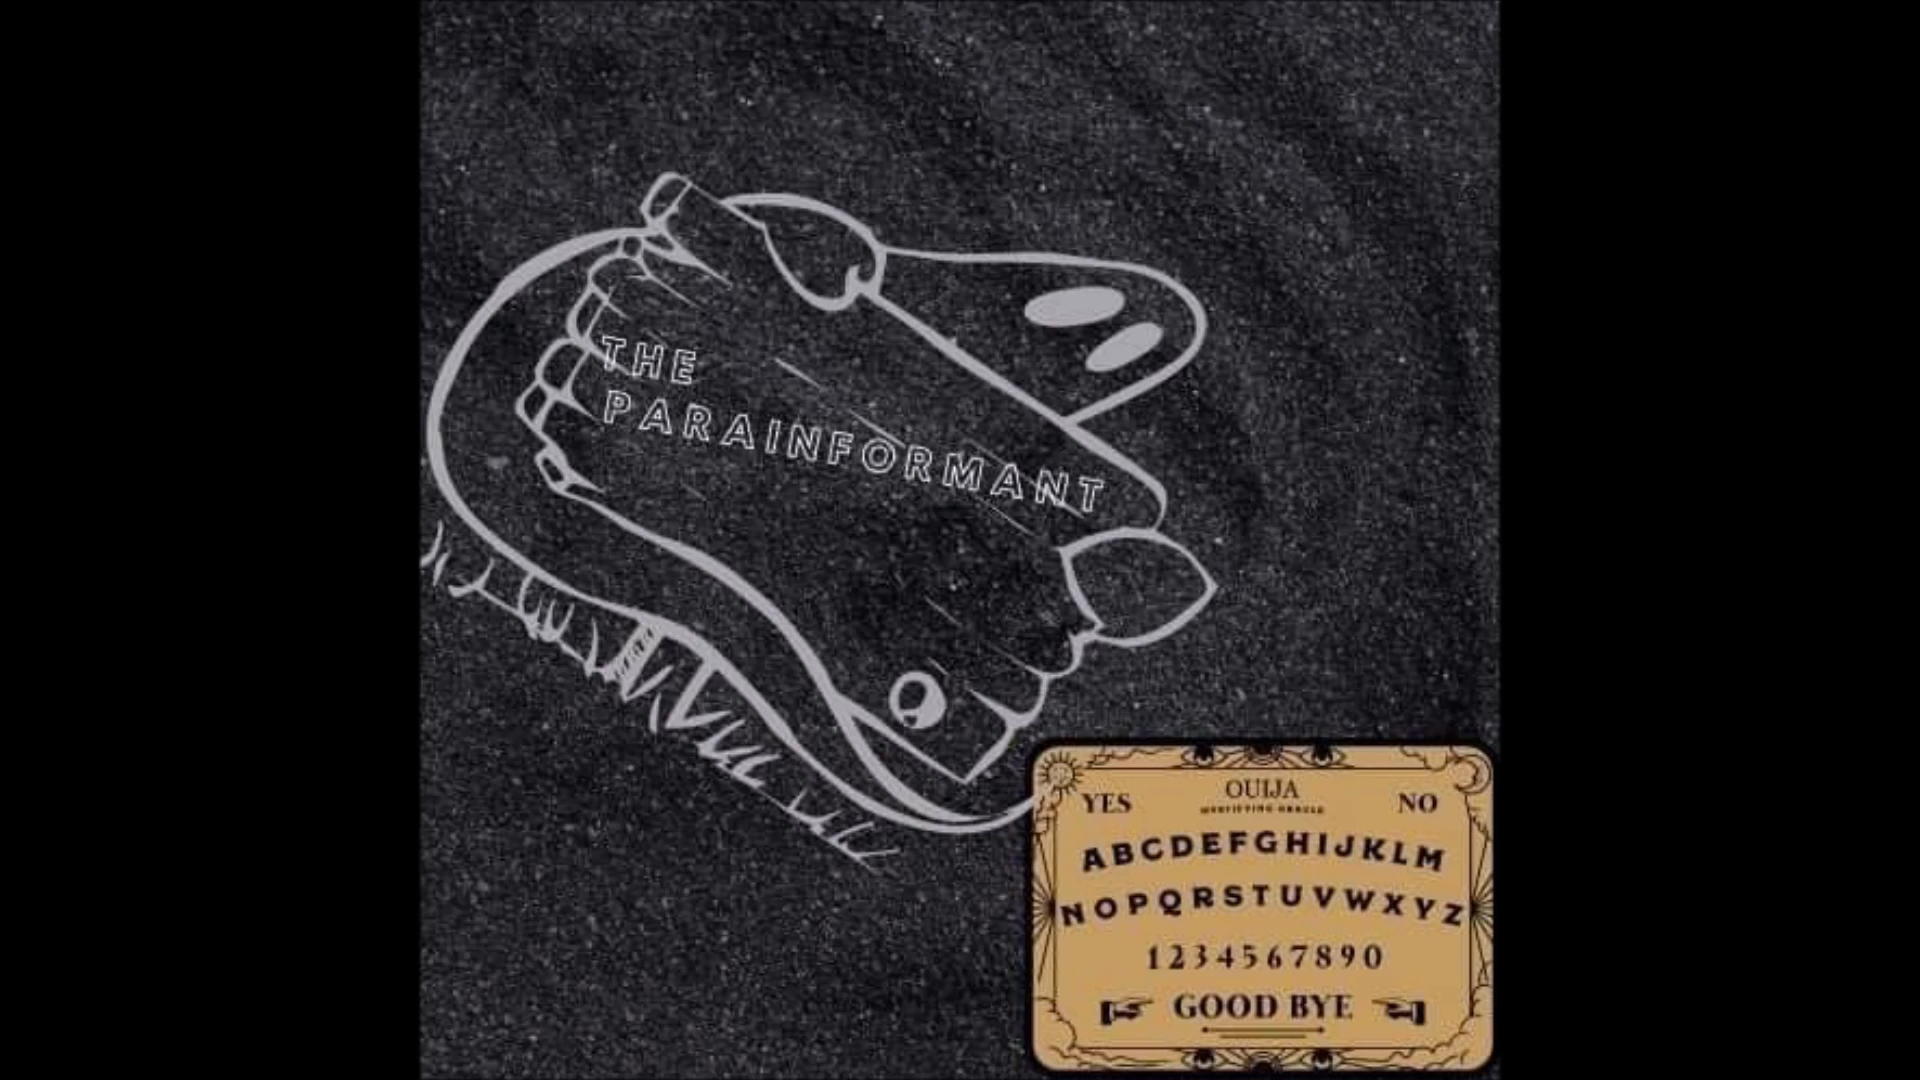 THE
PARAINFORMANT
OUIJA
YES
NO
ABCDEFGHIJKLM
NOPQRSTUVWXYZ
1234567890
GOOD BYE